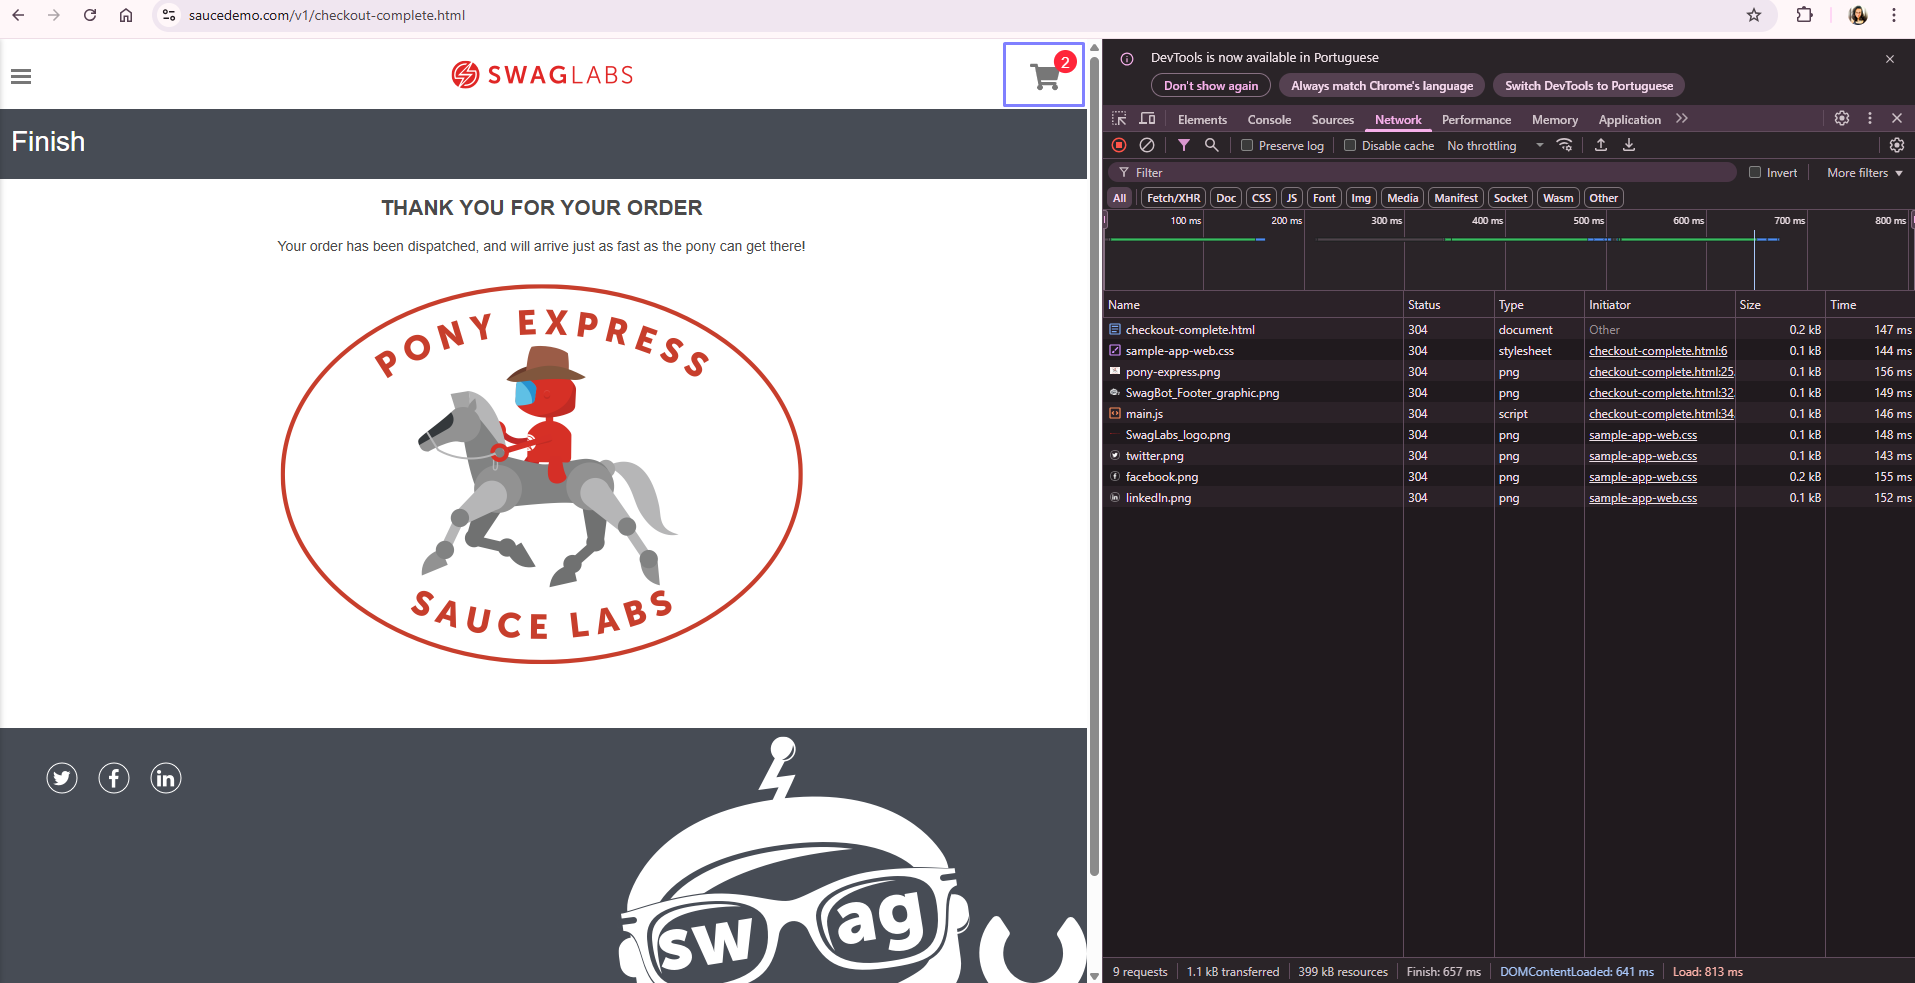 saucedemo.com/v1/checkout-complete.html
SWAGLABS
2
Finish
THANK YOU FOR YOUR ORDER
Your order has been dispatched, and will arrive just as fast as the pony can get there!
PONY EXPRESS
SAUCE LABS
sw ag
DevTools is now available in Portuguese
Don't show again Always match Chrome's language Switch DevTools to Portuguese
Elements Console Sources Network Performance Memory Application
Preserve log Disable cache No throttling
Filter Invert More filters
All Fetch/XHR Doc CSS JS Font Img Media Manifest Socket Wasm Other
100 ms 200 ms 300 ms 400 ms 500 ms 600 ms 700 ms 800 ms
Name Status Type Initiator Size Time
checkout-complete.html 304 document Other 0.2 kB 147 ms
sample-app-web.css 304 stylesheet checkout-complete.html:6 0.1 kB 144 ms
pony-express.png 304 png checkout-complete.html:25 0.1 kB 156 ms
SwagBot_Footer_graphic.png 304 png checkout-complete.html:32 0.1 kB 149 ms
main.js 304 script checkout-complete.html:34 0.1 kB 146 ms
SwagLabs_logo.png 304 png sample-app-web.css 0.1 kB 148 ms
twitter.png 304 png sample-app-web.css 0.1 kB 143 ms
facebook.png 304 png sample-app-web.css 0.2 kB 155 ms
linkedIn.png 304 png sample-app-web.css 0.1 kB 152 ms
9 requests 1.1 kB transferred 399 kB resources Finish: 657 ms DOMContentLoaded: 641 ms Load: 813 ms